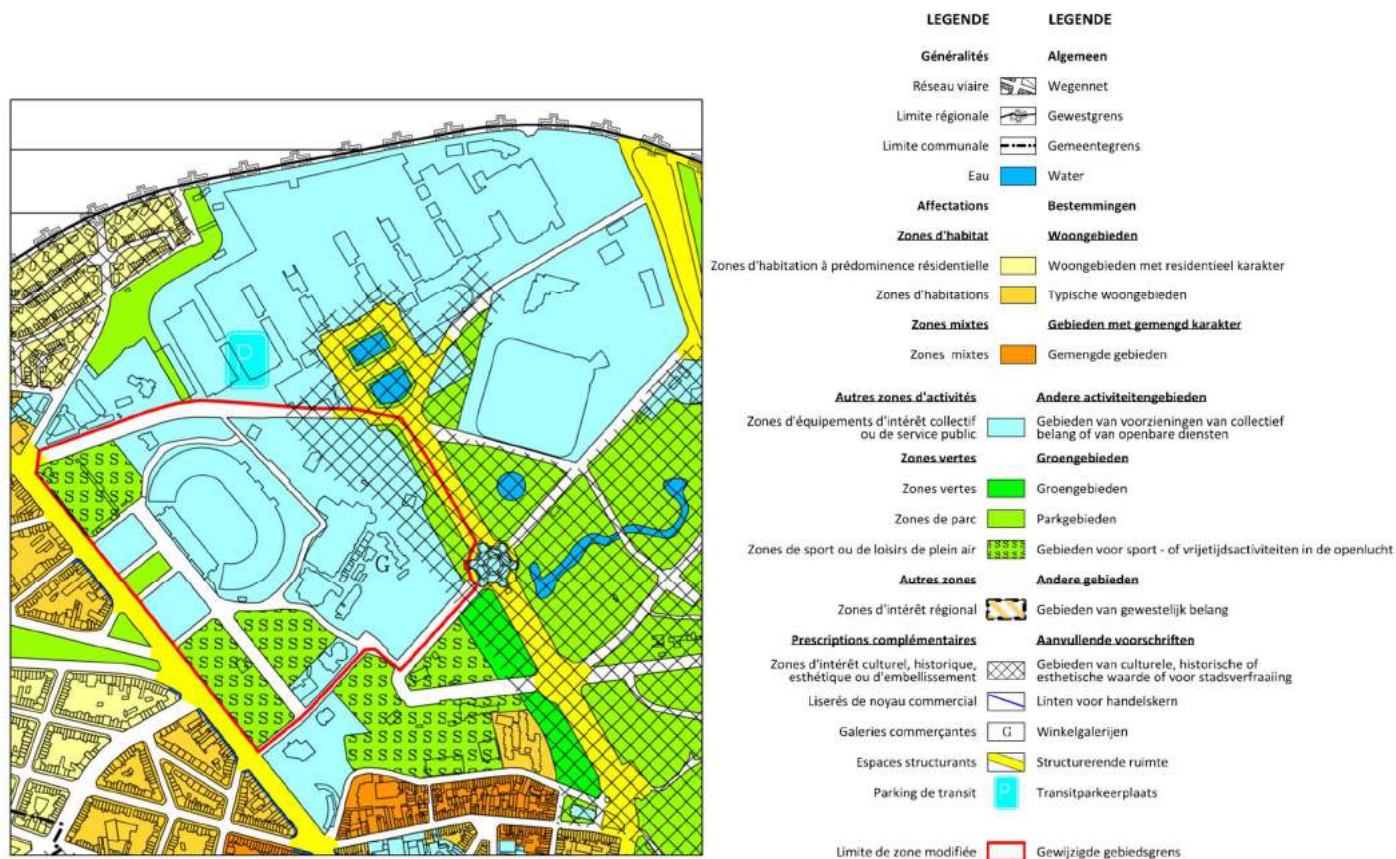 LEGENDE LEGENDE
Généralités Algemeen
Réseau viaire Wegennet
Limite régionale Gewestgrens
Limite communale Gemeentegrens
Eau Water
Affectations Bestemmingen
Zones d'habitat Woongebieden
Zones d'habitation à prédominence résidentielle Woongebieden met residentieel karakter
Zones d'habitations Typische woongebieden
Zones mixtes Gebieden met gemengd karakter
Zones mixtes Gemengde gebieden
Autres zones d'activités Andere activiteitengebieden
Zones d'équipements d'intérêt collectif Gebieden van voorzieningen van collectief
ou de service public belang of van openbare diensten
Zones vertes Groengebieden
Zones vertes Groengebieden
Zones de parc Parkgebieden
Zones de sport ou de loisirs de plein air Gebieden voor sport - of vrijetijdsactiviteiten in de openlucht
Autres zones Andere gebieden
Zones d'intérêt régional Gebieden van gewestelijk belang
Prescriptions complémentaires Aanvullende voorschriften
Zones d'intérêt culturel, historique, Gebieden van culturele, historische of
esthétique ou d'embellissement esthetische waarde of voor stadsverfraaiing
Liserés de noyau commercial Linten voor handelskern
Galeries commerçantes G Winkelgalerijen
Espaces structurants Structurerende ruimte
Parking de transit P Transitparkeerplaats
Limite de zone modifiée Gewijzigde gebiedsgrens
P
G